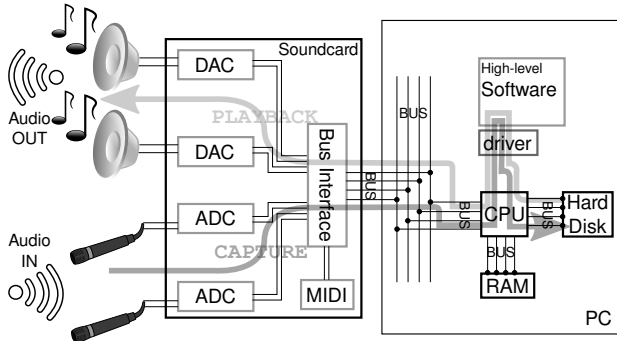 Soundcard
DAC
Audio
OUT
PLAYBACK
DAC
Bus Interface
ADC
Audio
IN
CAPTURE
ADC
MIDI
BUS
BUS
High-level
Software
driver
BUS
CPU
BUS
Hard
Disk
BUS
RAM
PC